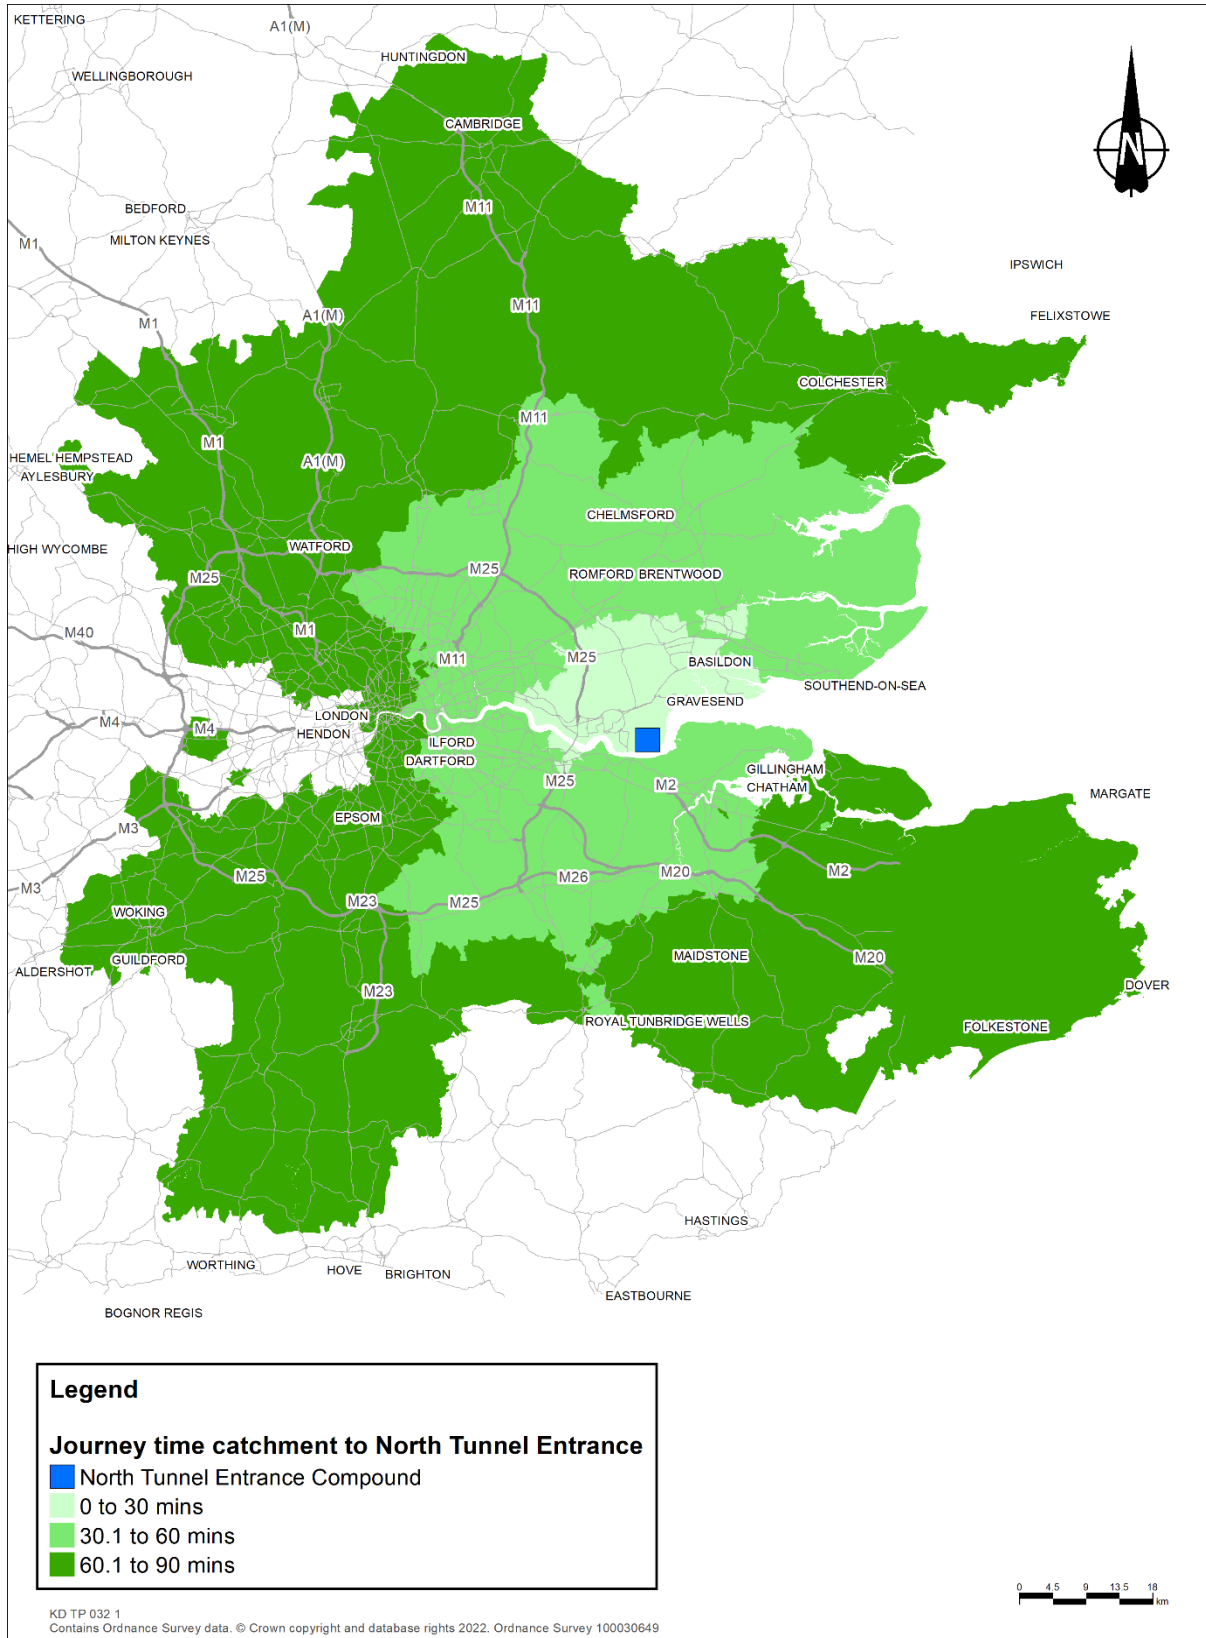 KETTERING
A1(M)
HUNTINGDON
WELLINGBOROUGH
CAMBRIDGE
N
M11
BEDFORD
MILTON KEYNES
M1
IPSWICH
M11
A1(M)
FELIXSTOWE
M1
COLCHESTER
M11
M1
HEMEL HEMPSTEAD
A1(M)
AYLESBURY
CHELMSFORD
WATFORD
HIGH WYCOMBE
M25
M25
ROMFORD BRENTWOOD
M1
M40
M11
M25
BASILDON
SOUTHEND-ON-SEA
GRAVESEND
LONDON
M4
M4
HENDON
ILFORD
DARTFORD
GILLINGHAM
M25
M2
CHATHAM
MARGATE
EPSOM
M3
M2
M3
M25
M26
M20
M23
M25
WOKING
MAIDSTONE
M20
GUILDFORD
ALDERSHOT
M23
DOVER
ROYAL TUNBRIDGE WELLS
FOLKESTONE
HASTINGS
WORTHING
HOVE
BRIGHTON
EASTBOURNE
BOGNOR REGIS
Legend
Journey time catchment to North Tunnel Entrance
North Tunnel Entrance Compound
0 to 30 mins
30.1 to 60 mins
60.1 to 90 mins
0 4.5 9 13.5 18
km
KD TP 032 1
Contains Ordnance Survey data. © Crown copyright and database rights 2022. Ordnance Survey 100030649